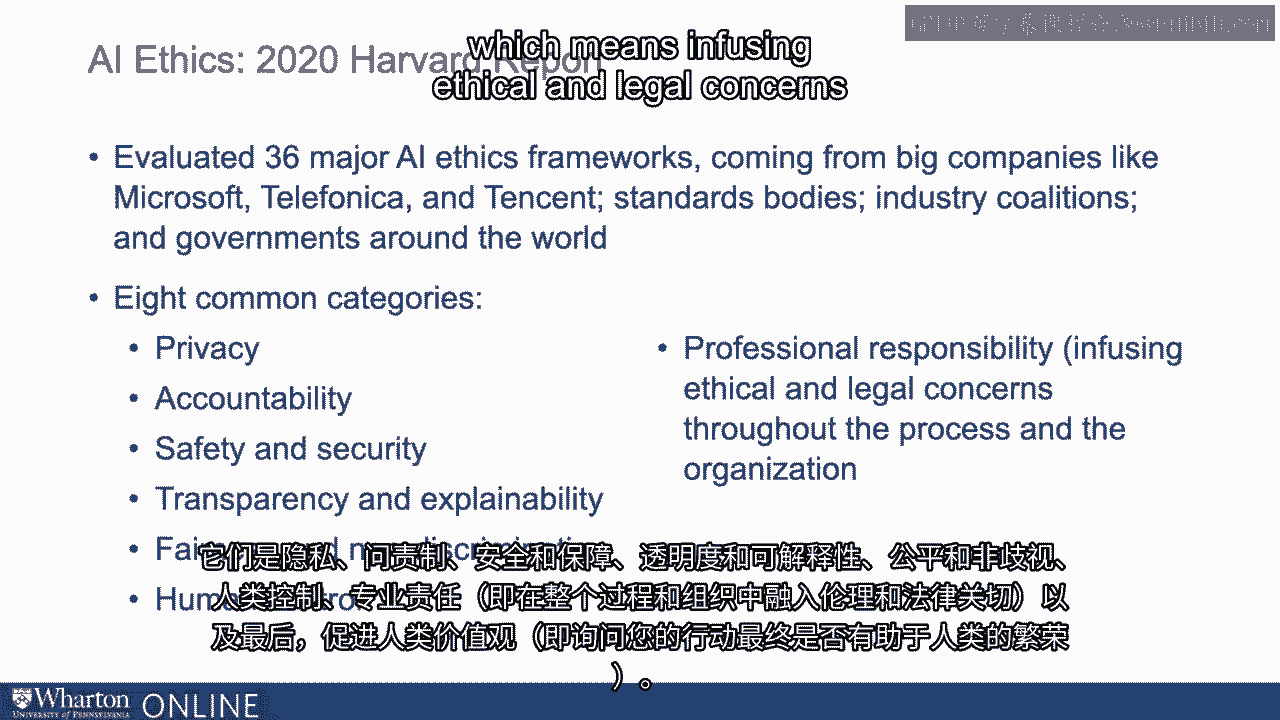 which means infusing
ethical and legal concerns
AI Ethics: 2020 Harvard Report
• Evaluated 36 major AI ethics frameworks, coming from big companies like
Microsoft, Telefonica, and Tencent; standards bodies; industry coalitions;
and governments around the world
• Eight common categories:
• Privacy
• Accountability
• Safety and security
• Transparency and explainability
• Fairness and nondiscrimination
• Human control
• Professional responsibility (infusing
ethical and legal concerns
throughout the process and the
organization
它们是隐私、问责制、安全和保障、透明度和可解释性、公平和非歧视、
人类控制、专业责任（即在整个过程和组织中融入伦理和法律关切）以
及最后，促进人类价值观（即询问您的行动最终是否有助于人类的繁荣
）。
Wharton
UNIVERSITY of PENNSYLVANIA
ONLINE